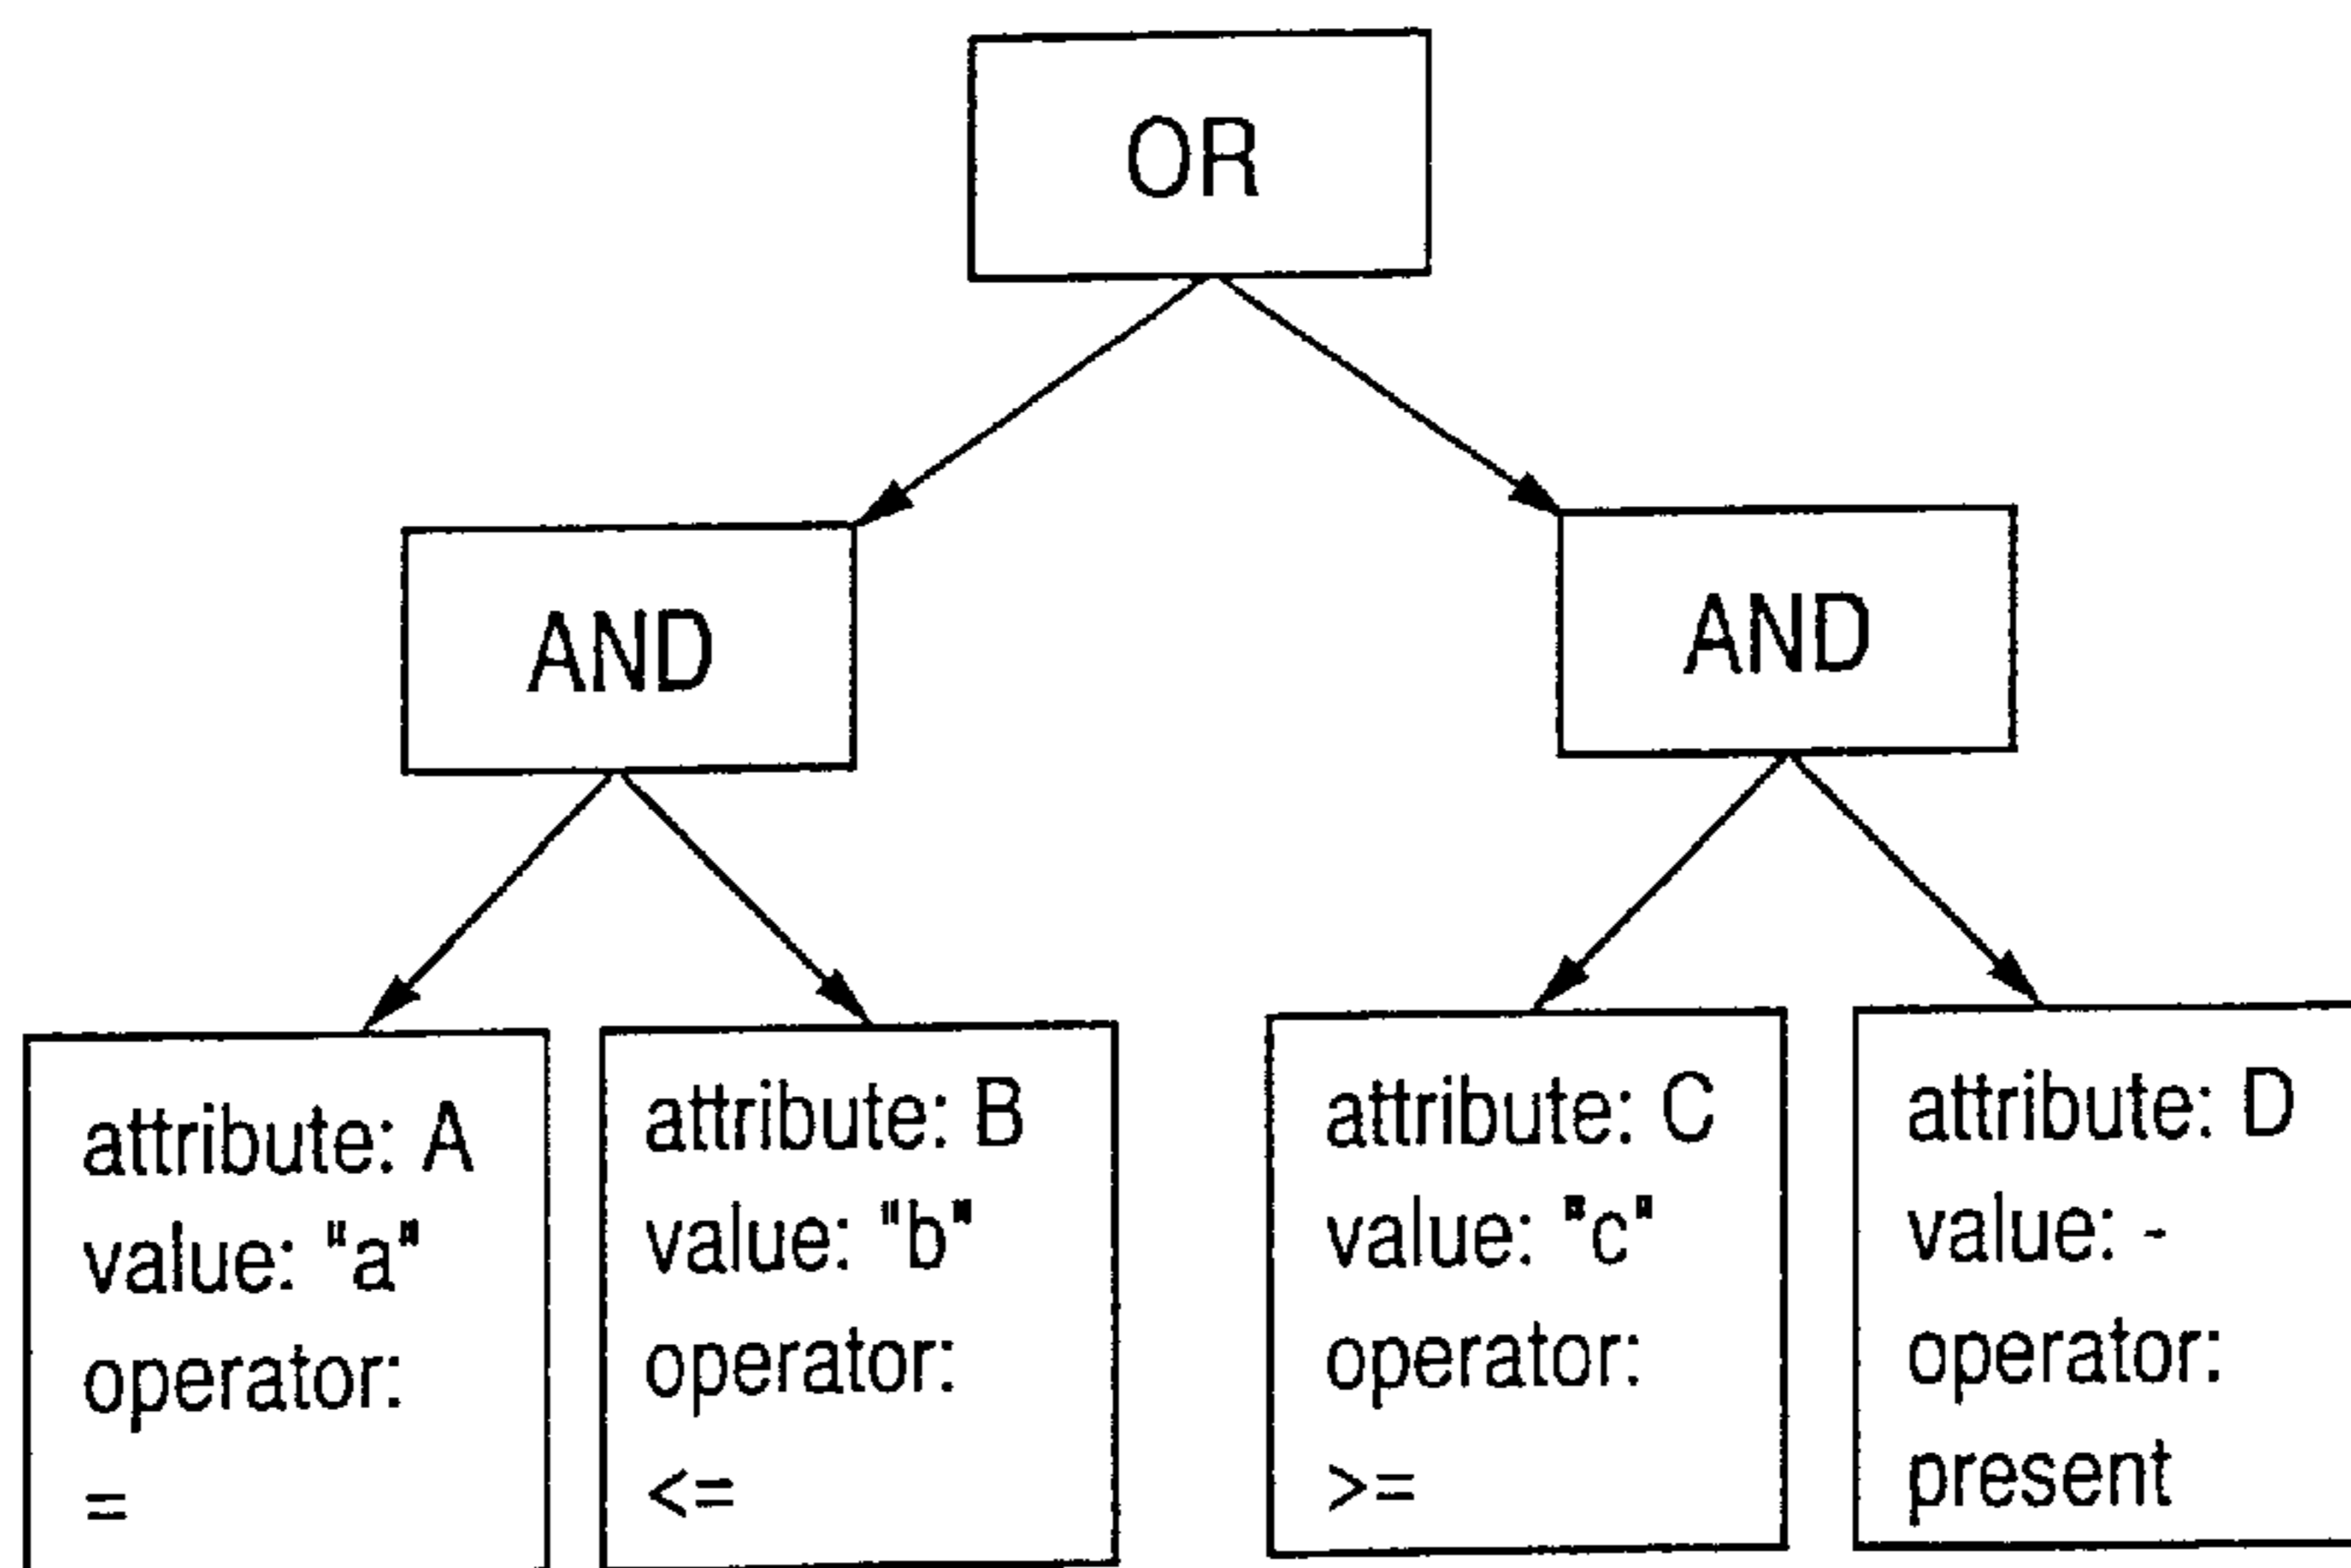 OR
AND
AND
attribute: A
value: "a"
operator:
=
attribute: B
value: "b"
operator:
<=
attribute: C
value: "c"
operator:
>=
attribute: D
value: -
operator:
present